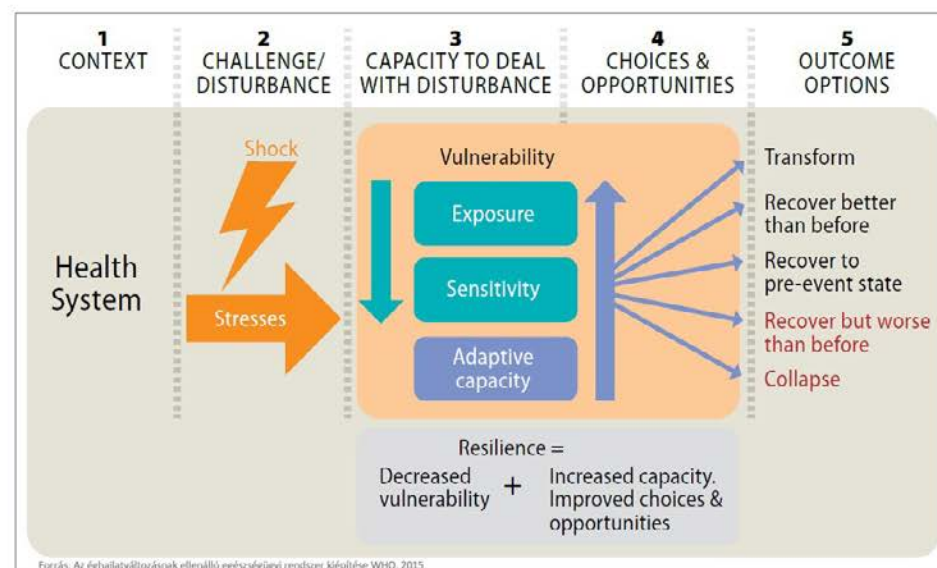 1
CONTEXT
2
CHALLENGE/
DISTURBANCE
3
CAPACITY TO DEAL
WITH DISTURBANCE
4
CHOICES &
OPPORTUNITIES
5
OUTCOME
OPTIONS
Health
System
Shock
Stresses
Vulnerability
Exposure
Sensitivity
Adaptive
capacity
Transform
Recover better
than before
Recover to
pre-event state
Recover but worse
than before
Collapse
Resilience =
Decreased
vulnerability
+
Increased capacity.
Improved choices &
opportunities
Forrás: Az éghajlatváltozásnak ellenálló egészségügyi rendszer kiépítése WHO, 2015